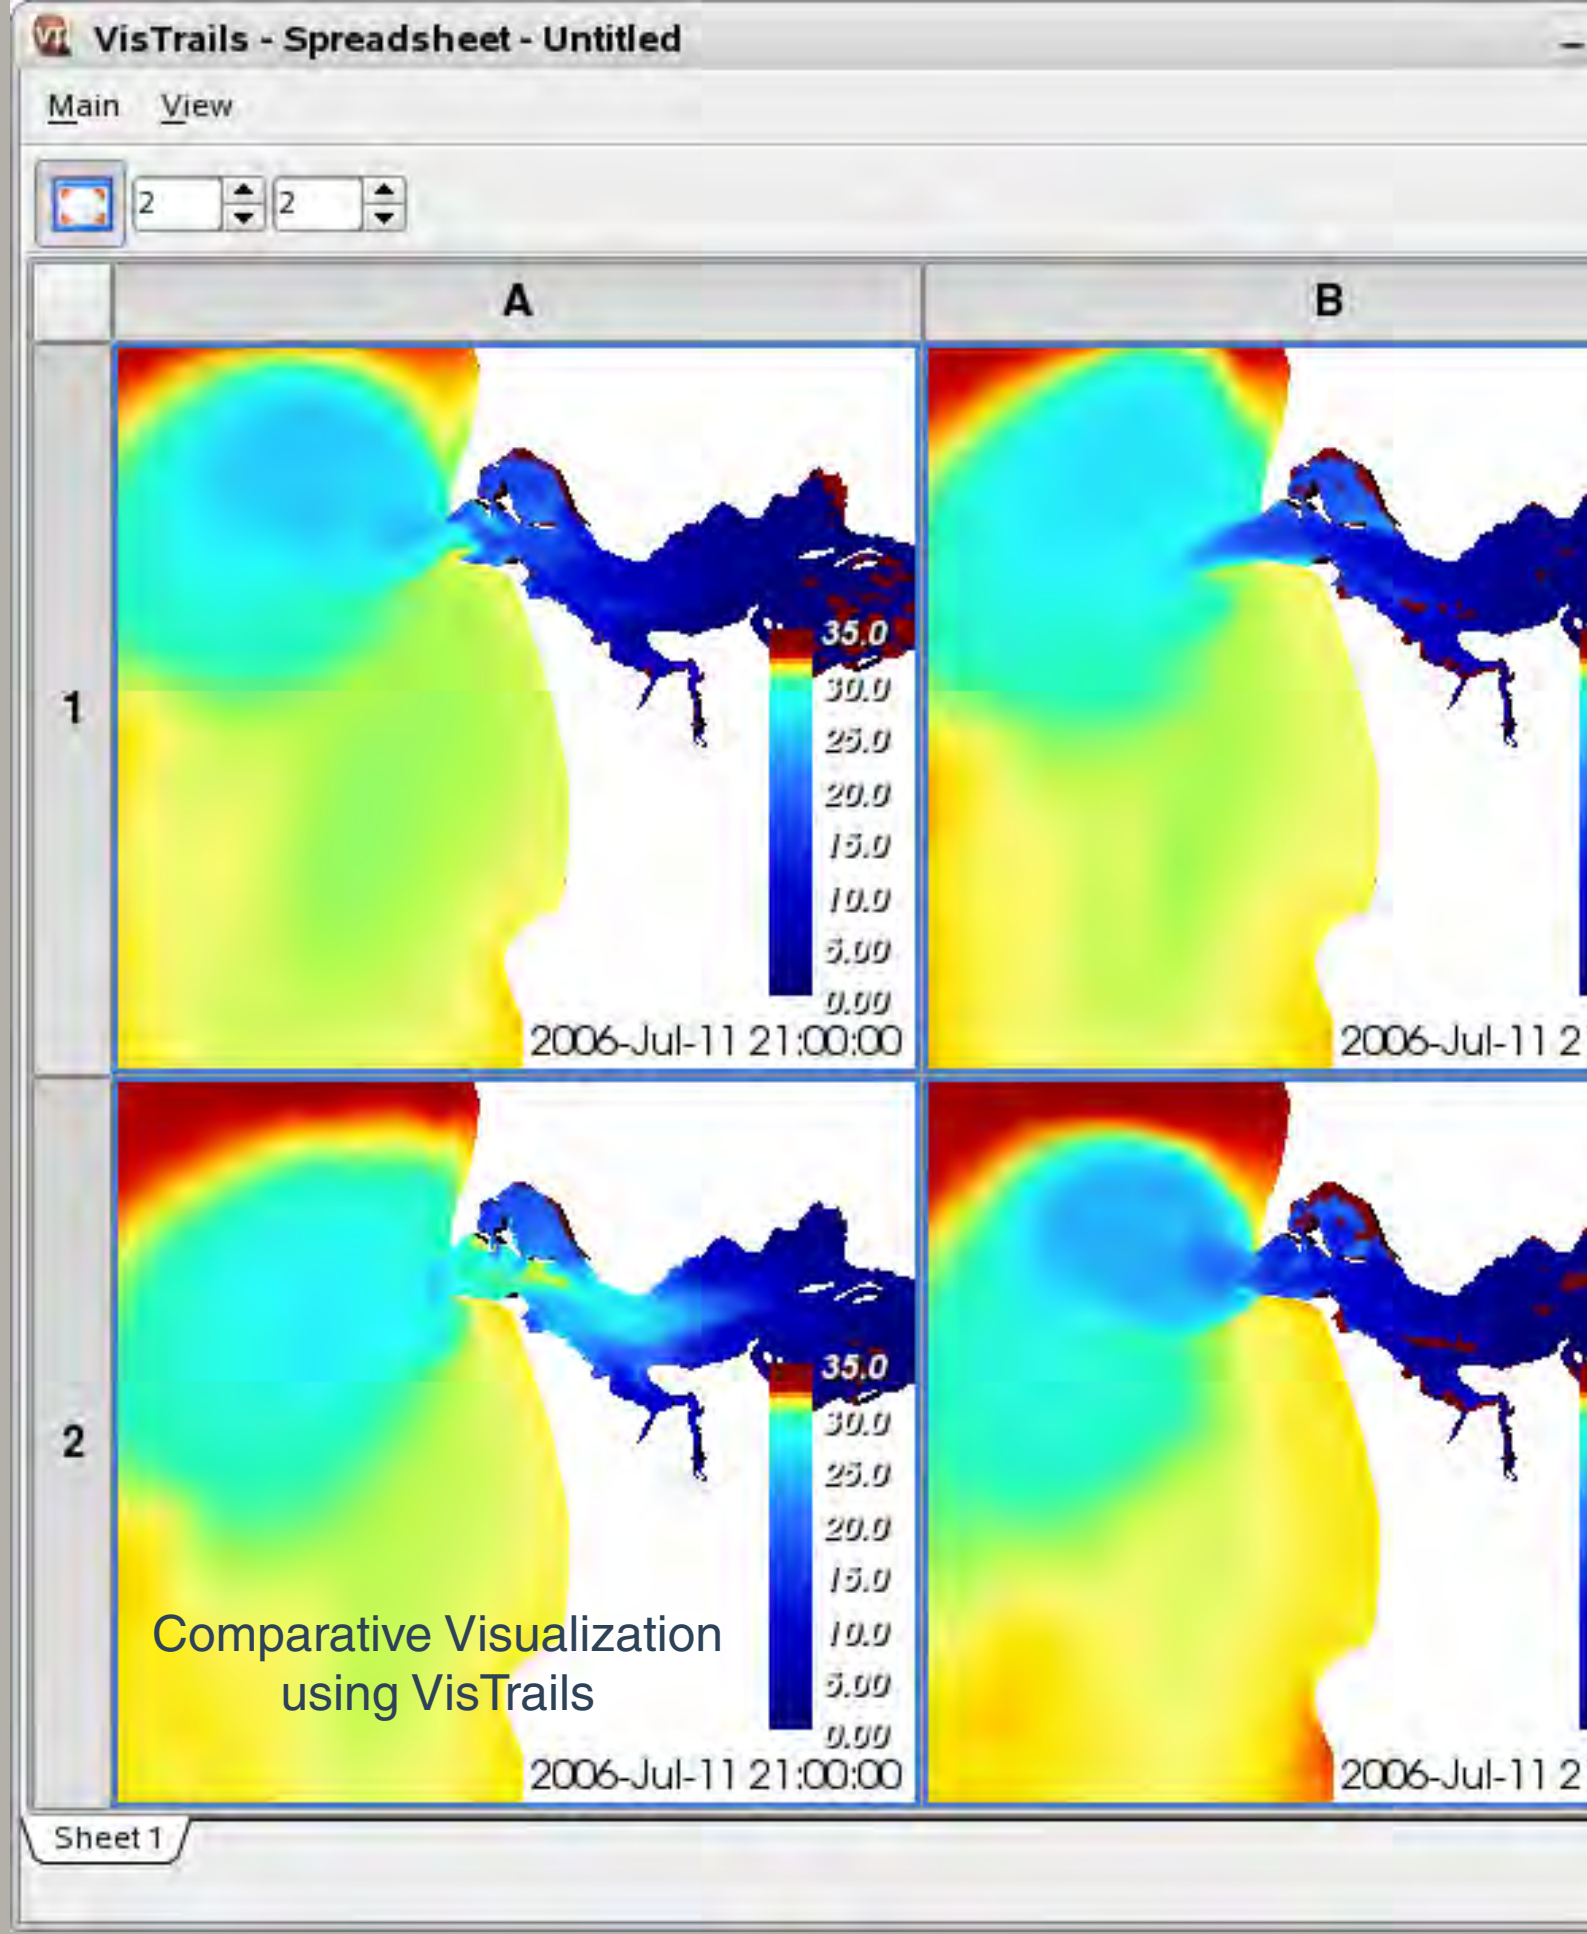 VisTrails - Spreadsheet - Untitled
Main View
2 2
A B
1
35.0
30.0
25.0
20.0
15.0
10.0
5.00
0.00
2006-Jul-11 21:00:00
2006-Jul-11 2
2
35.0
30.0
25.0
20.0
15.0
10.0
5.00
0.00
Comparative Visualization
using VisTrails
2006-Jul-11 21:00:00
2006-Jul-11 2
Sheet 1